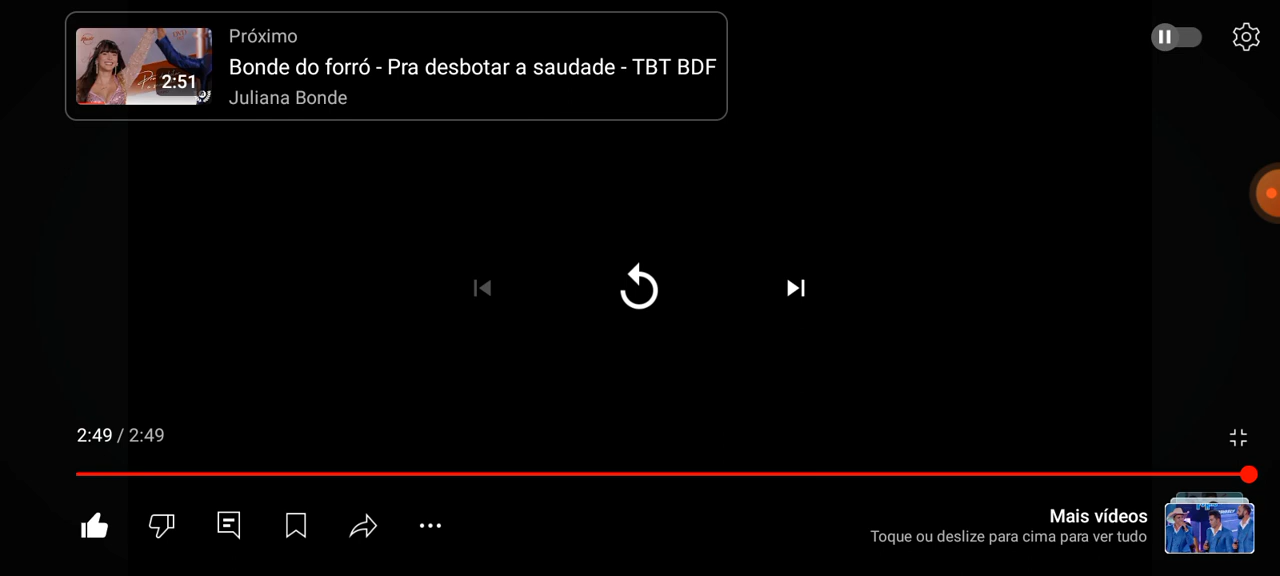 Próximo
Bonde do forró - Pra desbotar a saudade - TBT BDF
Juliana Bonde
2:51
2:49 / 2:49
Mais vídeos
Toque ou deslize para cima para ver tudo